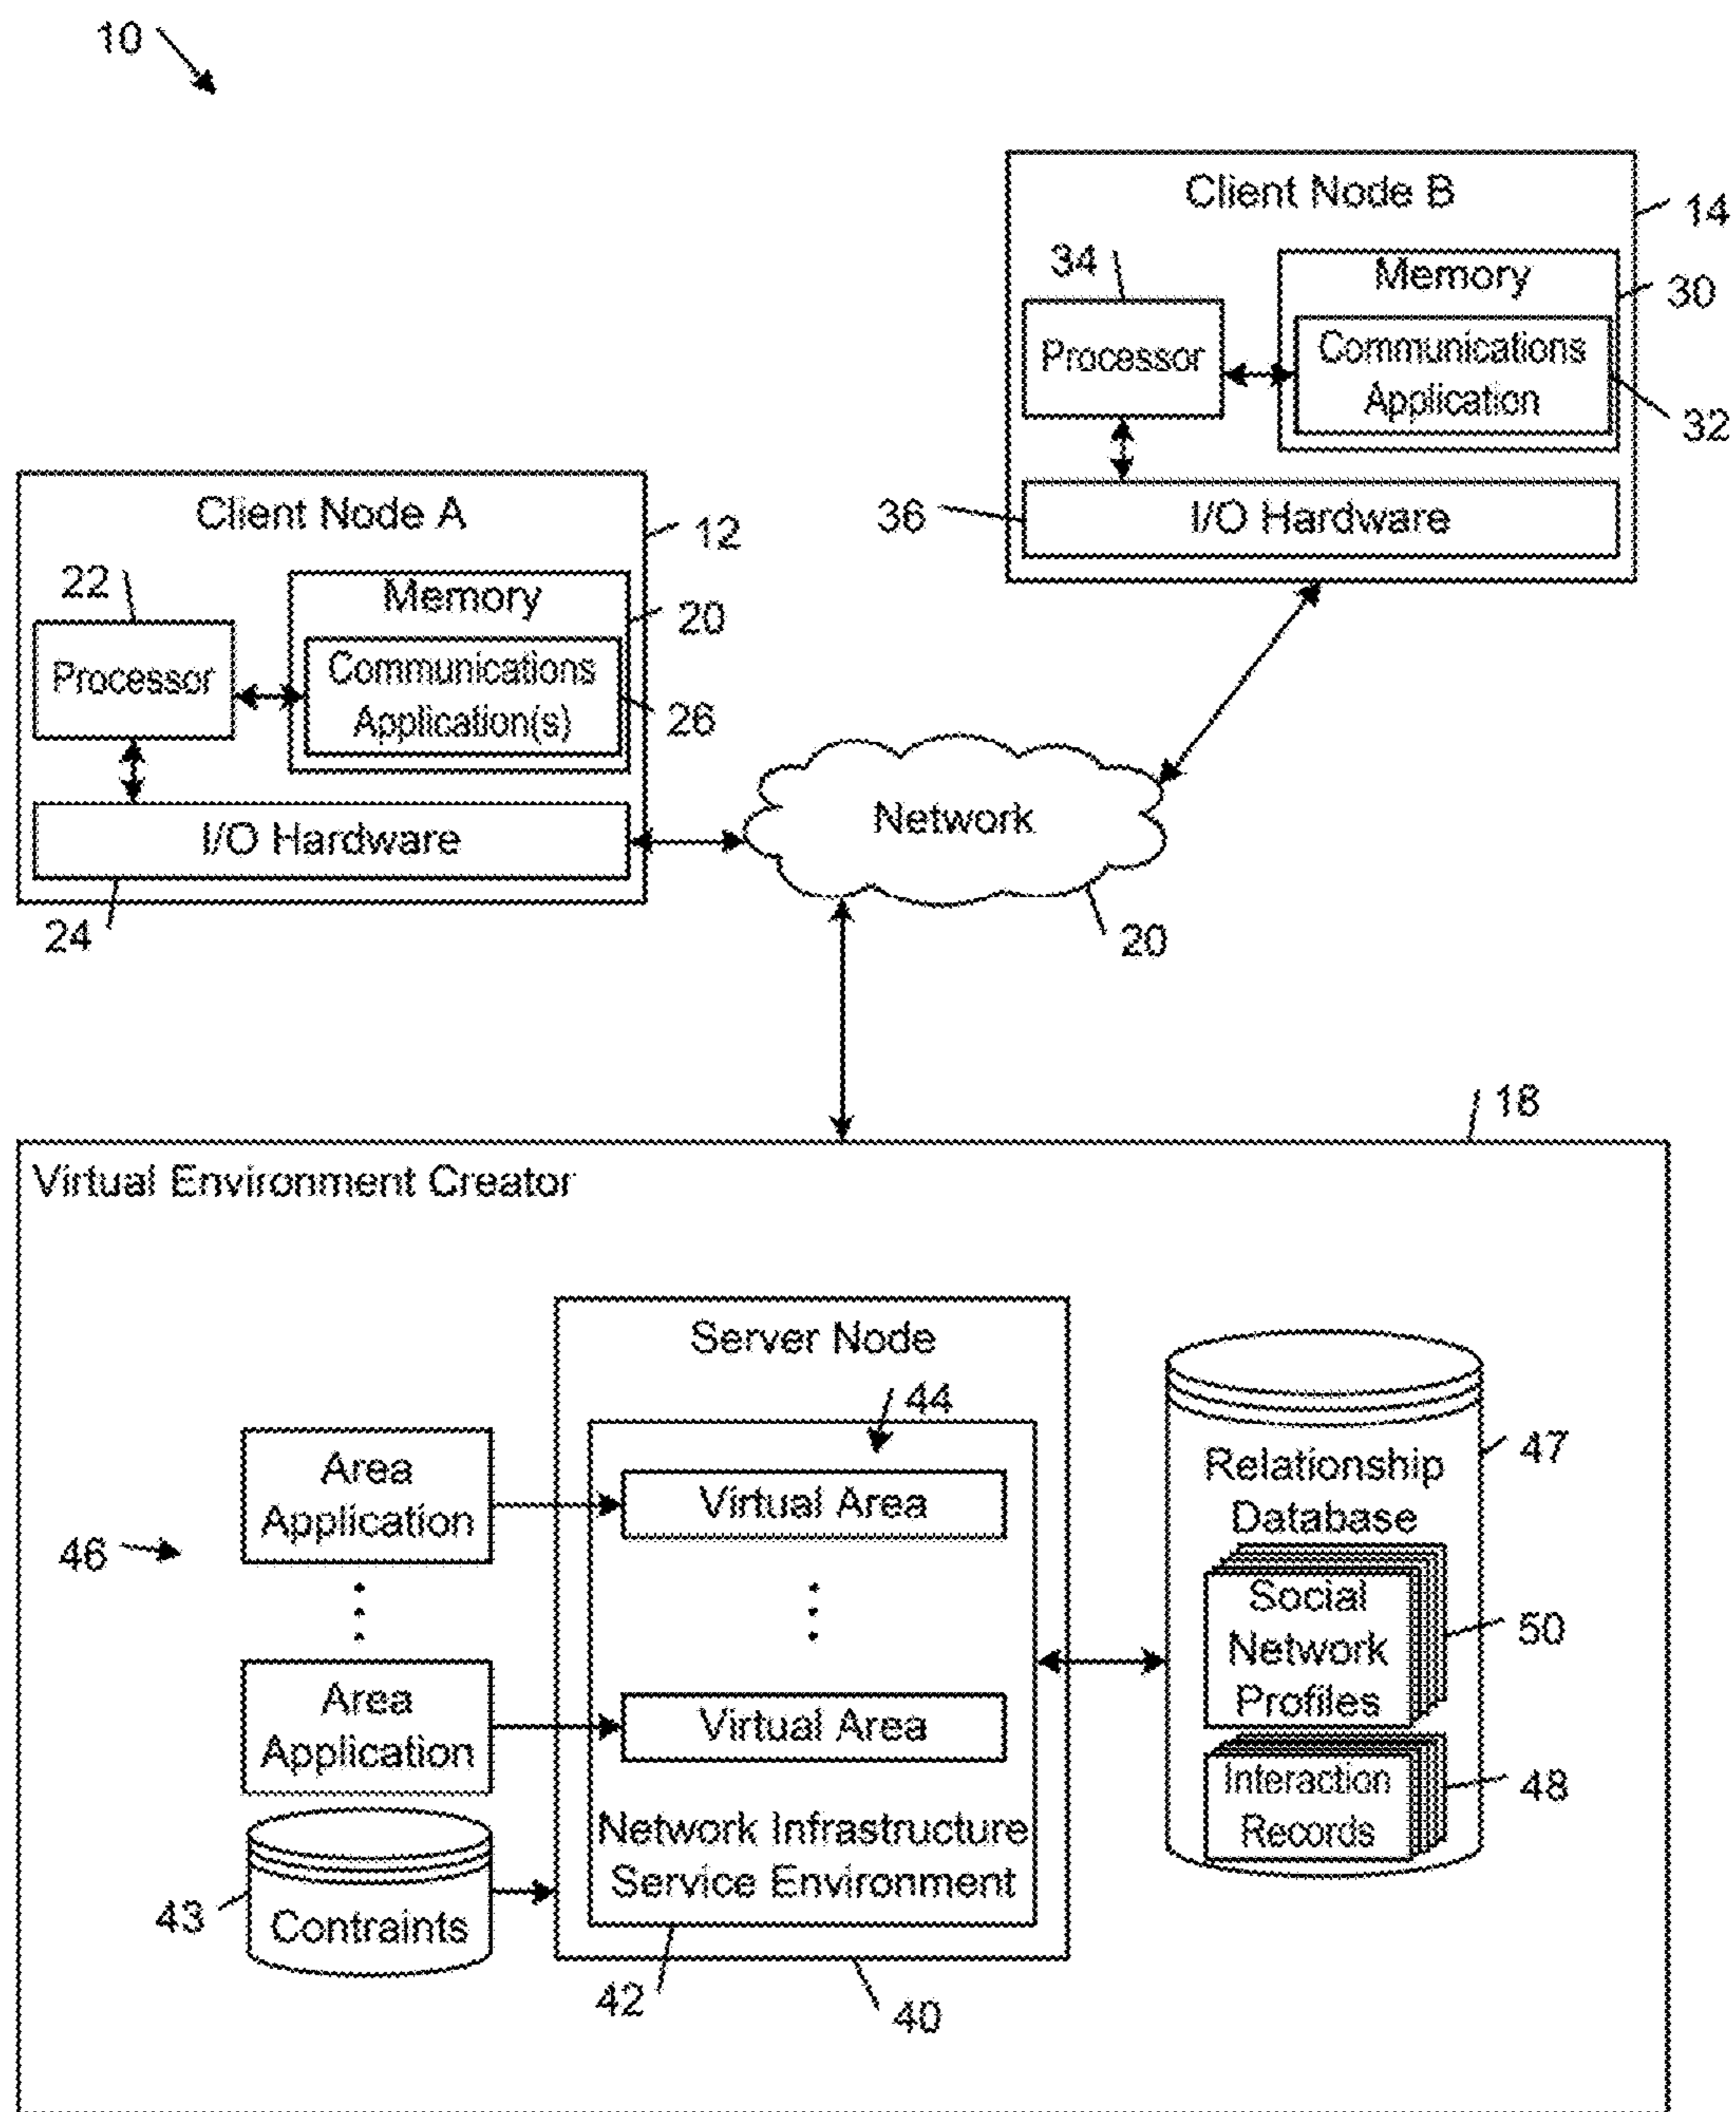 10
Client Node B
14
34
Memory
30
Processor
Communications
Application
32
36
I/O Hardware
Client Node A
12
22
Memory
20
Processor
Communications
Application(s)
26
I/O Hardware
24
Network
20
18
Virtual Environment Creator
Server Node
44
Area
Application
Virtual Area
46
Area
Application
Virtual Area
Network Infrastructure
Service Environment
43
Contraints
42
40
47
Relationship
Database
Social
Network
Profiles
50
Interaction
Records
48